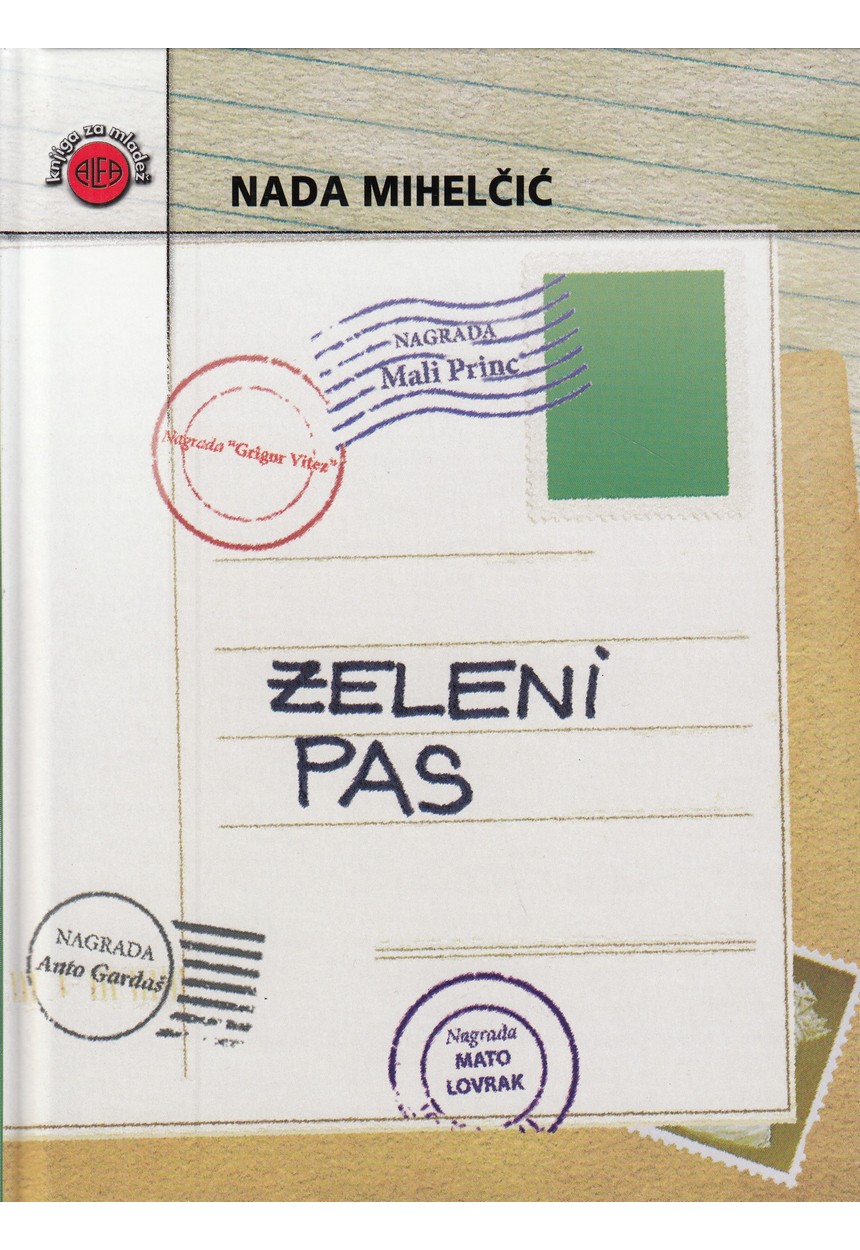 knjiga za mladež
ALFA
NADA MIHELČIĆ
NAGRADA
Mali Princ
Nagrada "Grigor Vitez"
ZELENI
PAS
NAGRADA
Anto Gardaš
Nagrada
MATO
LOVRAK